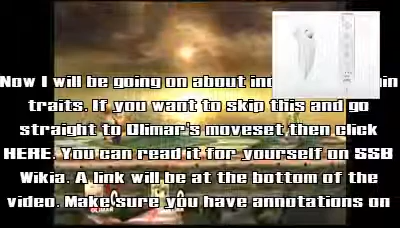 Now I will be going on about in
traits. If you want to skip this and go
straight to Olimar's moveset then click
HERE. You can read it for yourself on SSB
Wikia. A link will be at the bottom of the
video. Make sure you have annotations on
OLIMAR